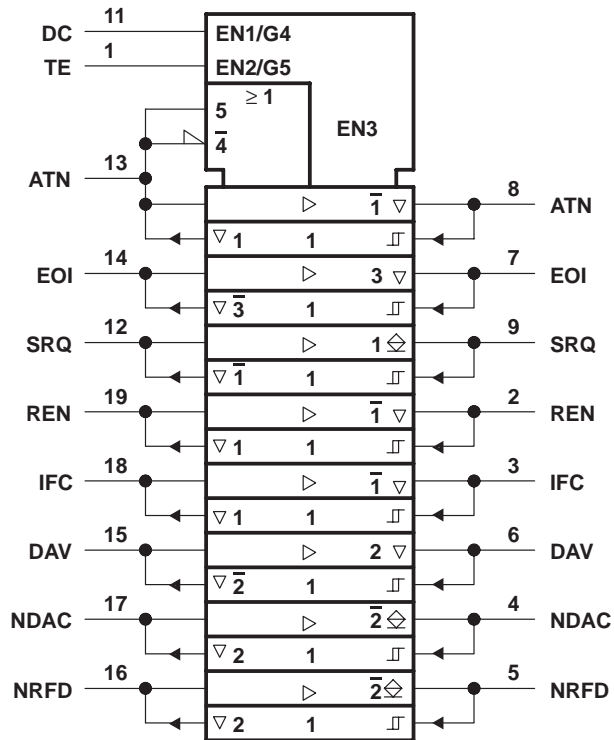 11
DC
EN1/G4
1
TE
EN2/G5
≥ 1
5
EN3
4̅
13
ATN
1̅
8
ATN
1 1
14
EOI
3
7
EOI
3̅ 1
12
SRQ
1
9
SRQ
1̅ 1
19
REN
1̅
2
REN
1 1
18
IFC
1̅
3
IFC
1 1
15
DAV
2
6
DAV
2̅ 1
17
NDAC
2̅
4
NDAC
2 1
16
NRFD
2̅
5
NRFD
2 1